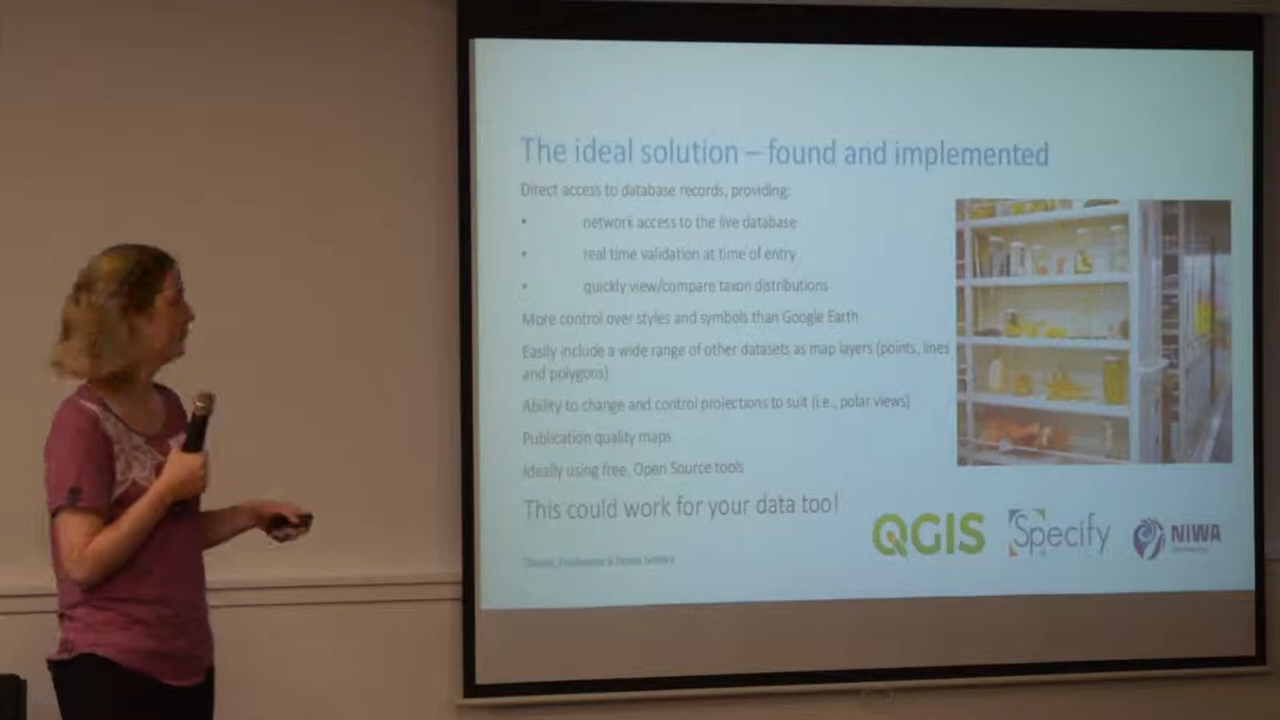 The ideal solution – found and implemented
Direct access to database records, providing:
• network access to the live database
• real time validation at time of entry
• quickly view/compare taxon distributions
More control over styles and symbols than Google Earth
Easily include a wide range of other datasets as map layers (points, lines
and polygons)
Ability to change and control projections to suit (i.e., polar views)
Publication quality maps
Ideally using free, Open Source tools
This could work for your data too!
QGIS
Specify
NIWA
Climate, Freshwater & Ocean Science